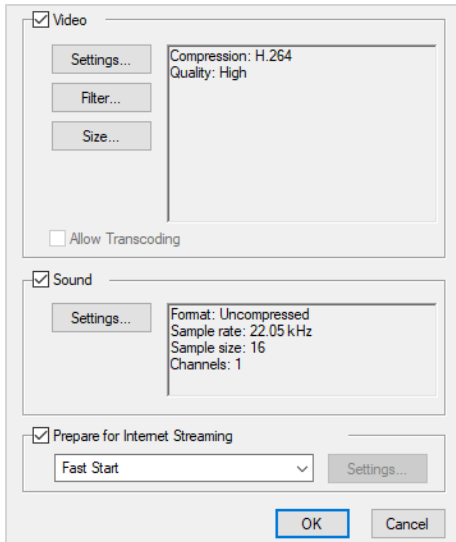 Video
Settings...
Compression: H.264
Quality: High
Filter...
Size...
Allow Transcoding
Sound
Settings...
Format: Uncompressed
Sample rate: 22.05 kHz
Sample size: 16
Channels: 1
Prepare for Internet Streaming
Fast Start
Settings...
OK
Cancel